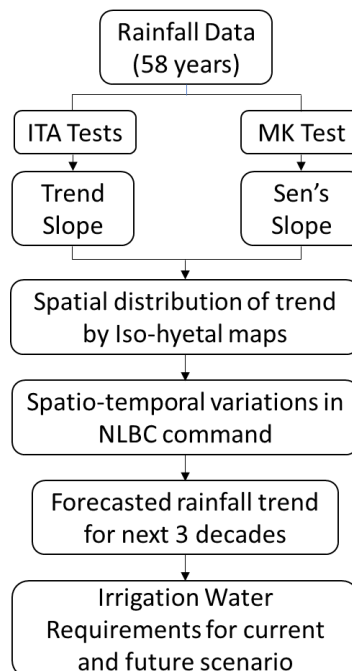 Rainfall Data
(58 years)
ITA Tests
MK Test
Trend
Slope
Sen's
Slope
Spatial distribution of trend
by Iso-hyetal maps
Spatio-temporal variations in
NLBC command
Forecasted rainfall trend
for next 3 decades
Irrigation Water
Requirements for current
and future scenario